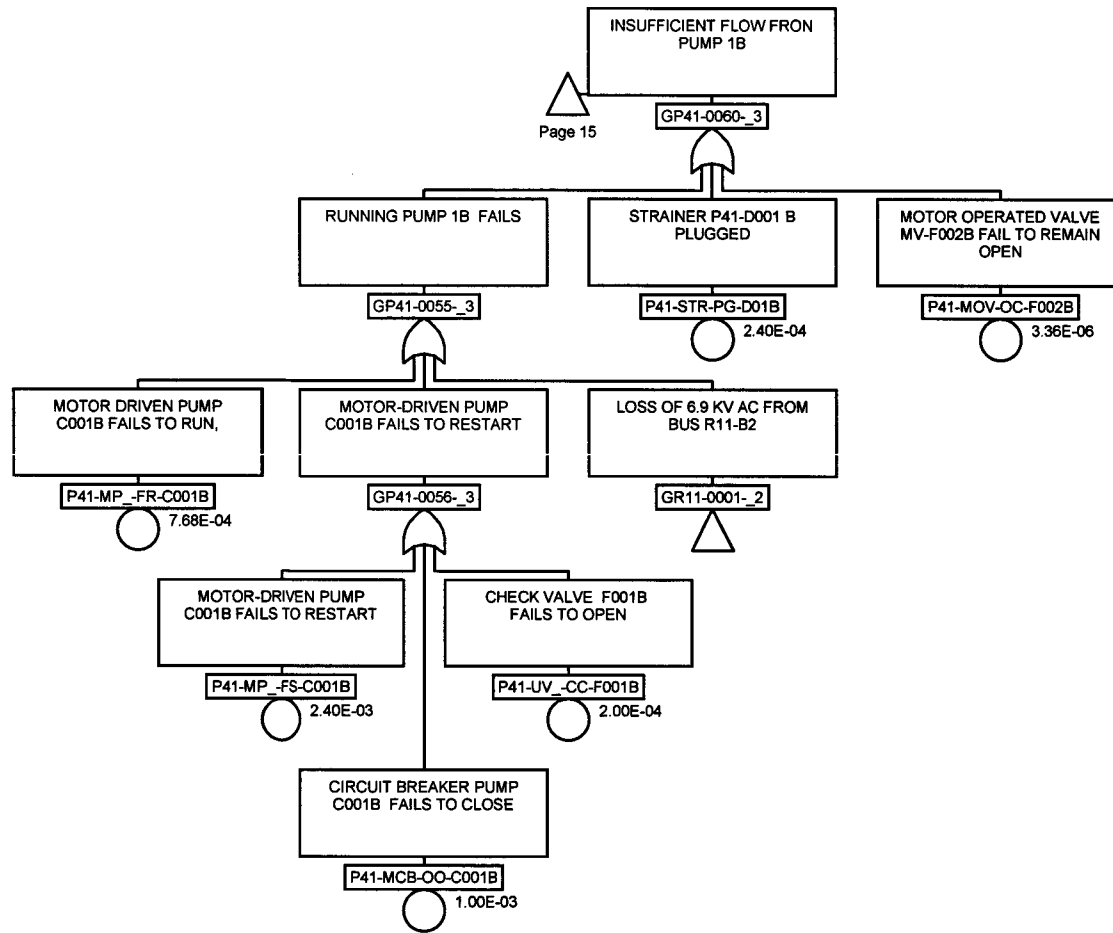 INSUFFICIENT FLOW FRON
PUMP 1B
Page 15
GP41-0060-_3
RUNNING PUMP 1B FAILS
GP41-0055-_3
STRAINER P41-D001 B
PLUGGED
P41-STR-PG-D01B
2.40E-04
MOTOR OPERATED VALVE
MV-F002B FAIL TO REMAIN
OPEN
P41-MOV-OC-F002B
3.36E-06
MOTOR DRIVEN PUMP
C001B FAILS TO RUN,
P41-MP_-FR-C001B
7.68E-04
MOTOR-DRIVEN PUMP
C001B FAILS TO RESTART
GP41-0056-_3
LOSS OF 6.9 KV AC FROM
BUS R11-B2
GR11-0001-_2
MOTOR-DRIVEN PUMP
C001B FAILS TO RESTART
P41-MP_-FS-C001B
2.40E-03
CHECK VALVE F001B
FAILS TO OPEN
P41-UV_-CC-F001B
2.00E-04
CIRCUIT BREAKER PUMP
C001B FAILS TO CLOSE
P41-MCB-OO-C001B
1.00E-03